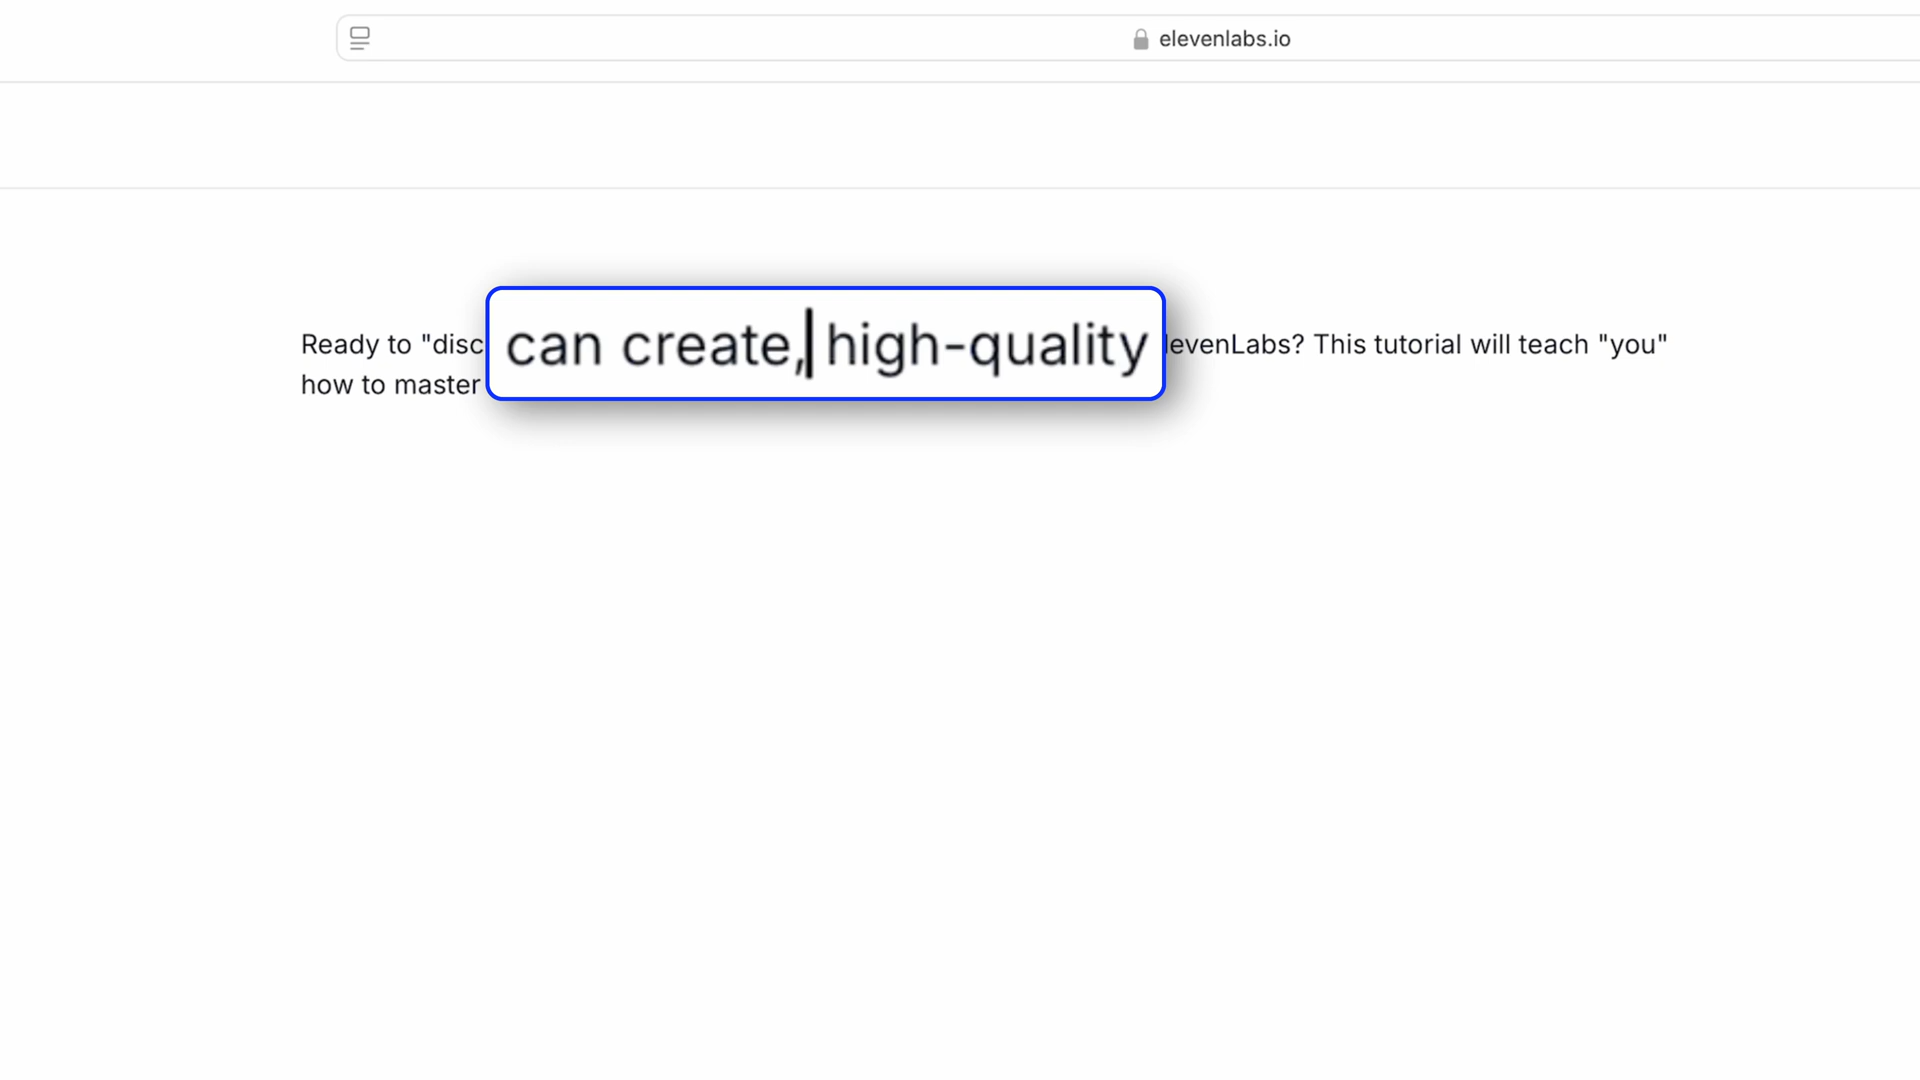 elevenlabs.io
Ready to "disc can create, high-quality levenLabs? This tutorial will teach "you"
how to master